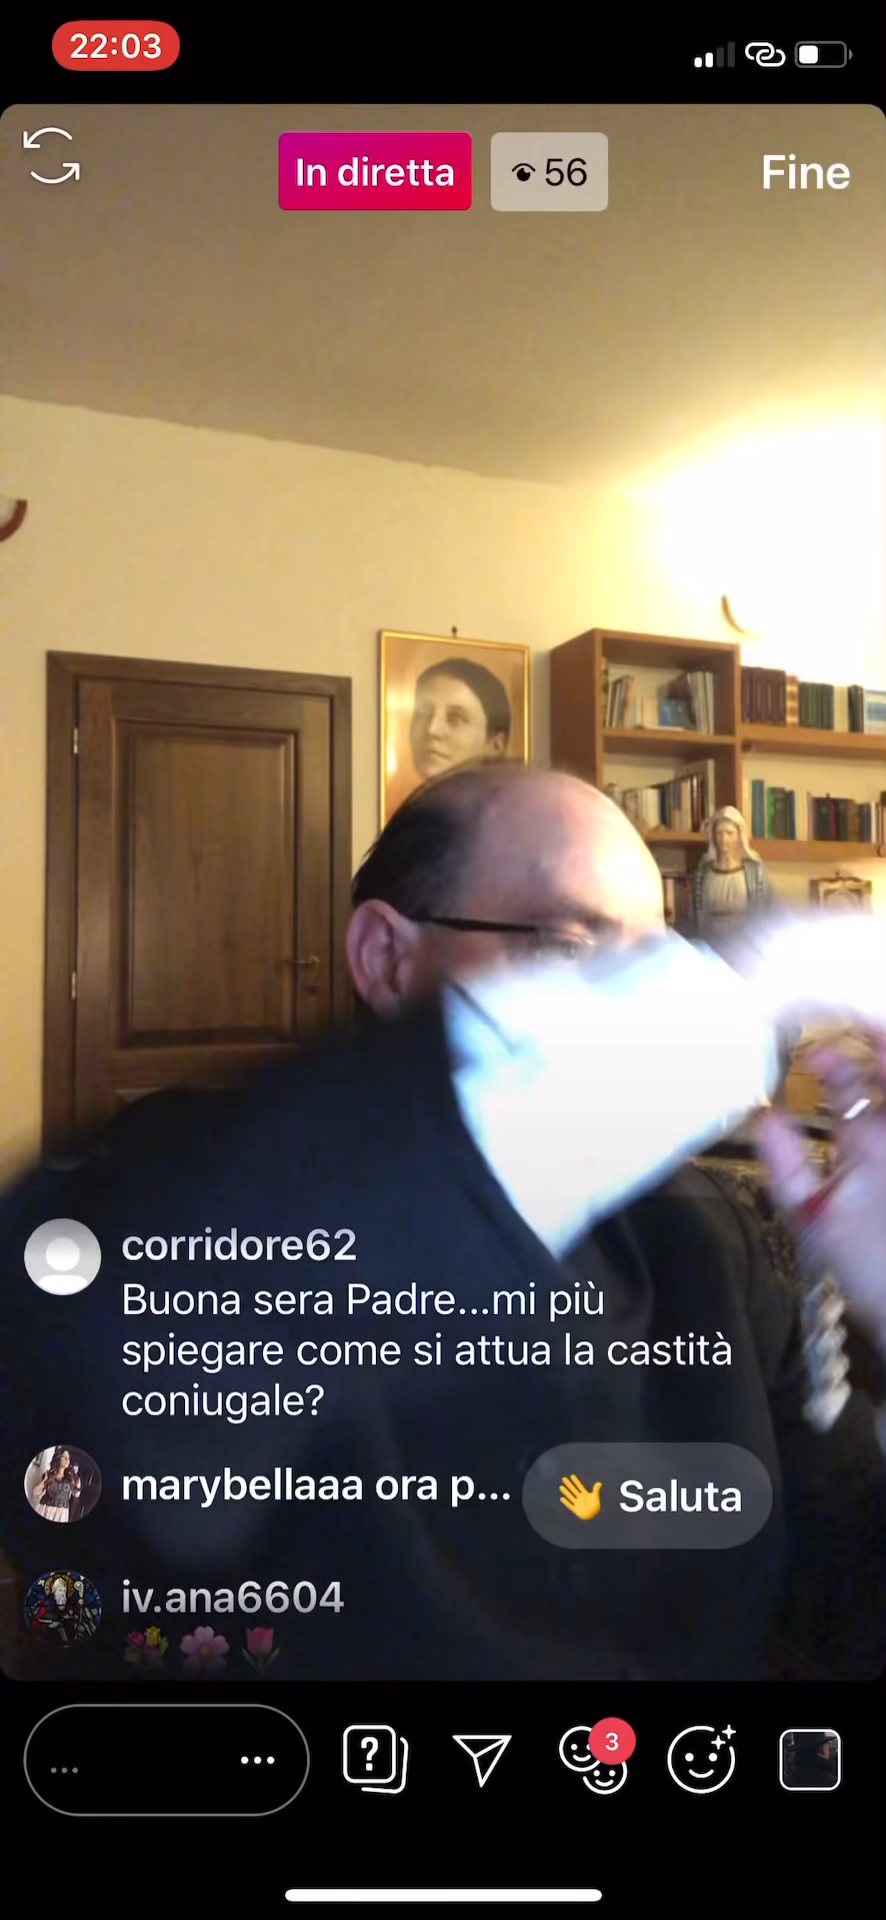 22:03
In diretta
56
Fine
corridore62
Buona sera Padre...mi più
spiegare come si attua la castità
coniugale?
marybellaaa ora p...
👋 Saluta
iv.ana6604
💐 🌸 🌷
...
...
?
3